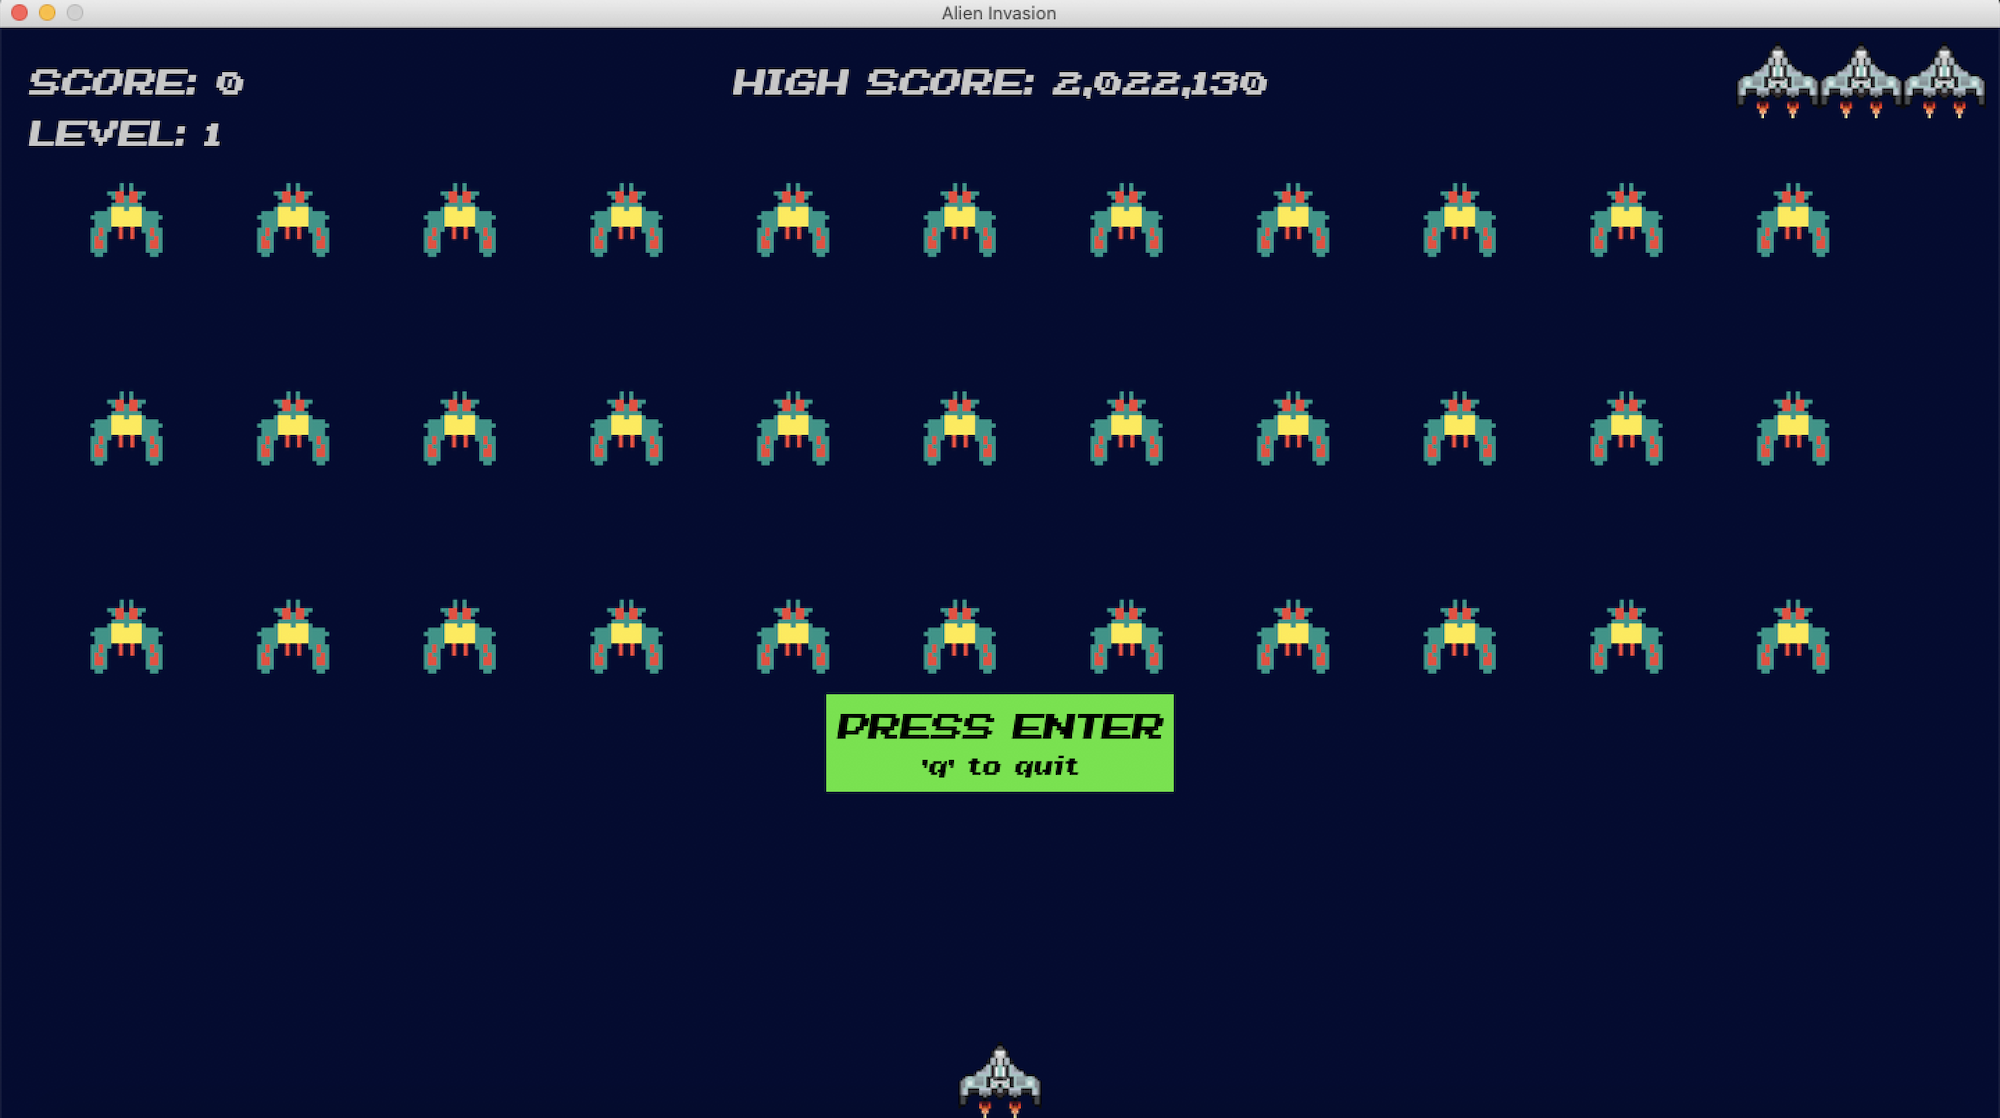 Alien Invasion
SCORE: 0
HIGH SCORE: 2,022,130
LEVEL: 1
PRESS ENTER
'q' to quit